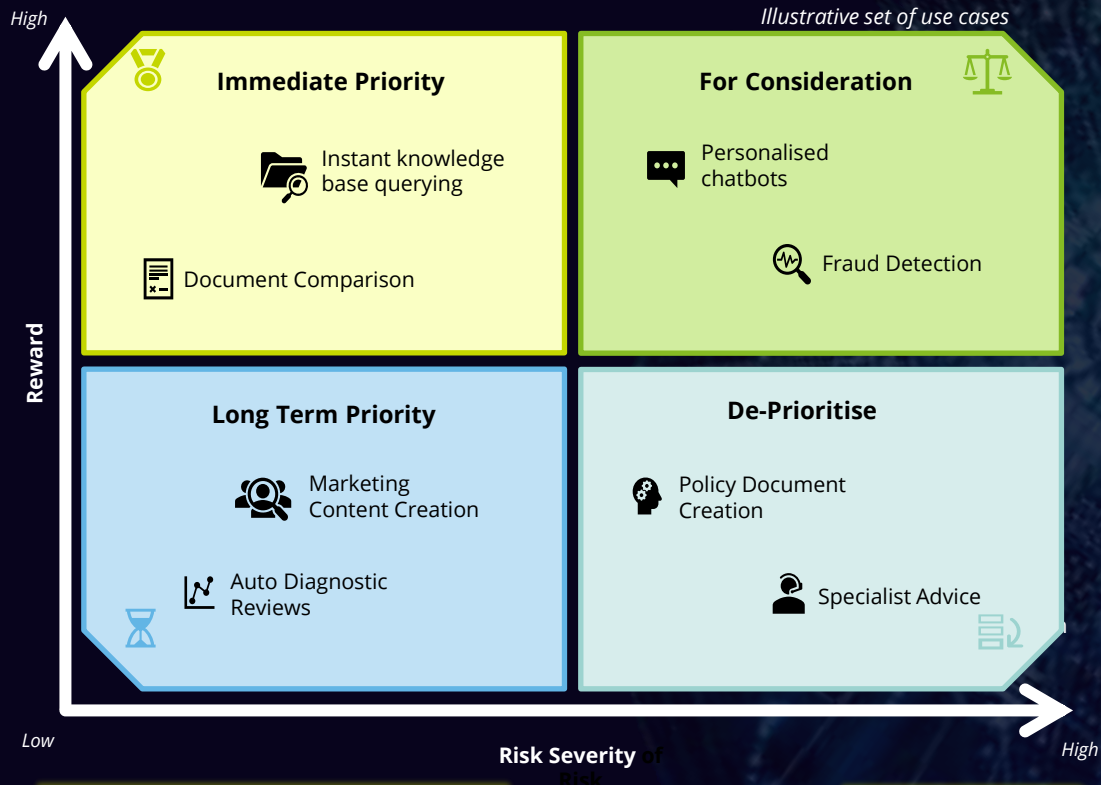 High
Illustrative set of use cases
Immediate Priority
For Consideration
Instant knowledge
base querying
Personalised
chatbots
Document Comparison
Fraud Detection
Reward
Long Term Priority
De-Prioritise
Marketing
Content Creation
Policy Document
Creation
Auto Diagnostic
Reviews
Specialist Advice
Low
High
Risk Severity of
Risk